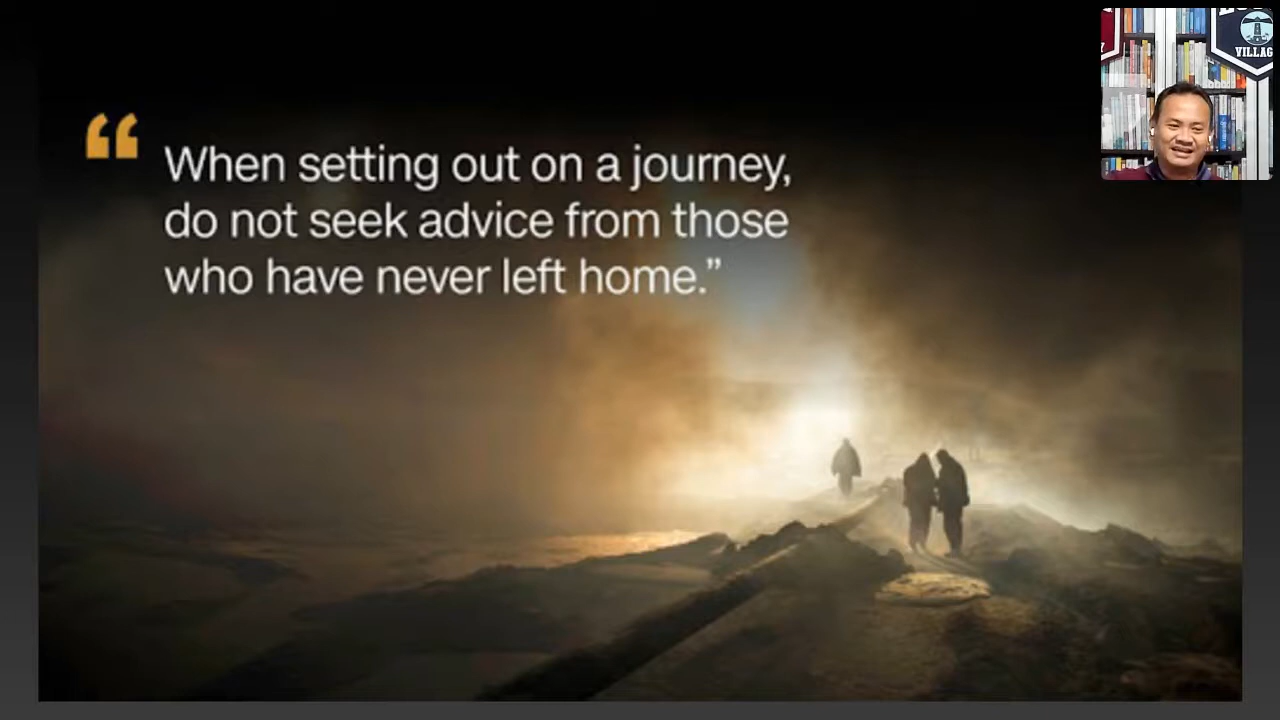 “ When setting out on a journey,
do not seek advice from those
who have never left home.”
VILLAG